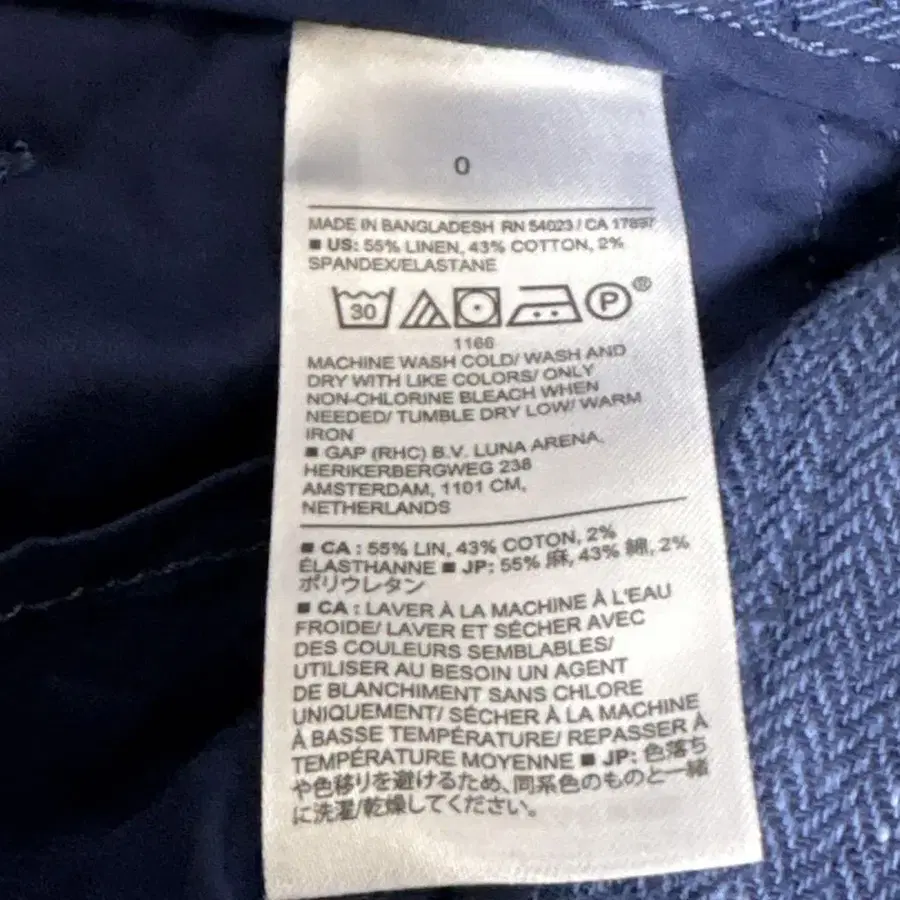 0
MADE IN BANGLADESH RN 54023 / CA 17897
■ US: 55% LINEN, 43% COTTON, 2%
SPANDEX/ELASTANE
30 P ®
1166
MACHINE WASH COLD/ WASH AND
DRY WITH LIKE COLORS/ ONLY
NON-CHLORINE BLEACH WHEN
NEEDED/ TUMBLE DRY LOW/ WARM
IRON
■ GAP (RHC) B.V. LUNA ARENA,
HERIKERBERGWEG 238
AMSTERDAM, 1101 CM,
NETHERLANDS
■ CA : 55% LIN, 43% COTON, 2%
ÉLASTHANNE ■ JP: 55% 麻, 43% 綿, 2%
ポリウレタン
■ CA : LAVER À LA MACHINE À L'EAU
FROIDE/ LAVER ET SÉCHER AVEC
DES COULEURS SEMBLABLES/
UTILISER AU BESOIN UN AGENT
DE BLANCHIMENT SANS CHLORE
UNIQUEMENT/ SÉCHER À LA MACHINE
À BASSE TEMPÉRATURE/ REPASSER À
TEMPÉRATURE MOYENNE ■ JP: 色落ち
や色移りを避けるため、同系色のものと一緒
に洗濯/乾燥してください。